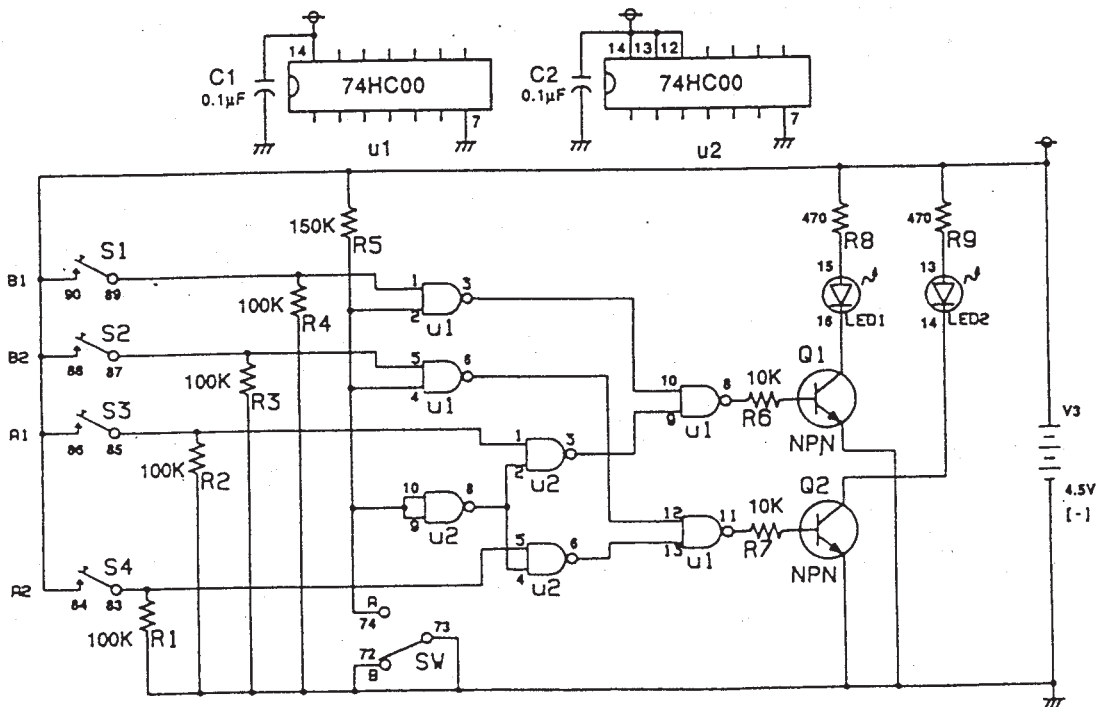 14
C1
0.1µF
74HC00
7
u1
14 13 12
C2
0.1µF
74HC00
7
u2
150K
R5
470
R8
470
R9
B1
S1
90
89
100K
R4
1
2
3
u1
15
16
LED1
13
14
LED2
B2
S2
88
87
100K
R3
5
4
6
u1
10
9
8
u1
10K
R6
Q1
NPN
A1
S3
86
85
100K
R2
1
2
3
u2
V3
4.5V
[-]
10
9
8
u2
5
4
6
u2
12
13
11
u1
10K
R7
Q2
NPN
A2
S4
84
83
100K
R1
A
74
73
72
B
SW